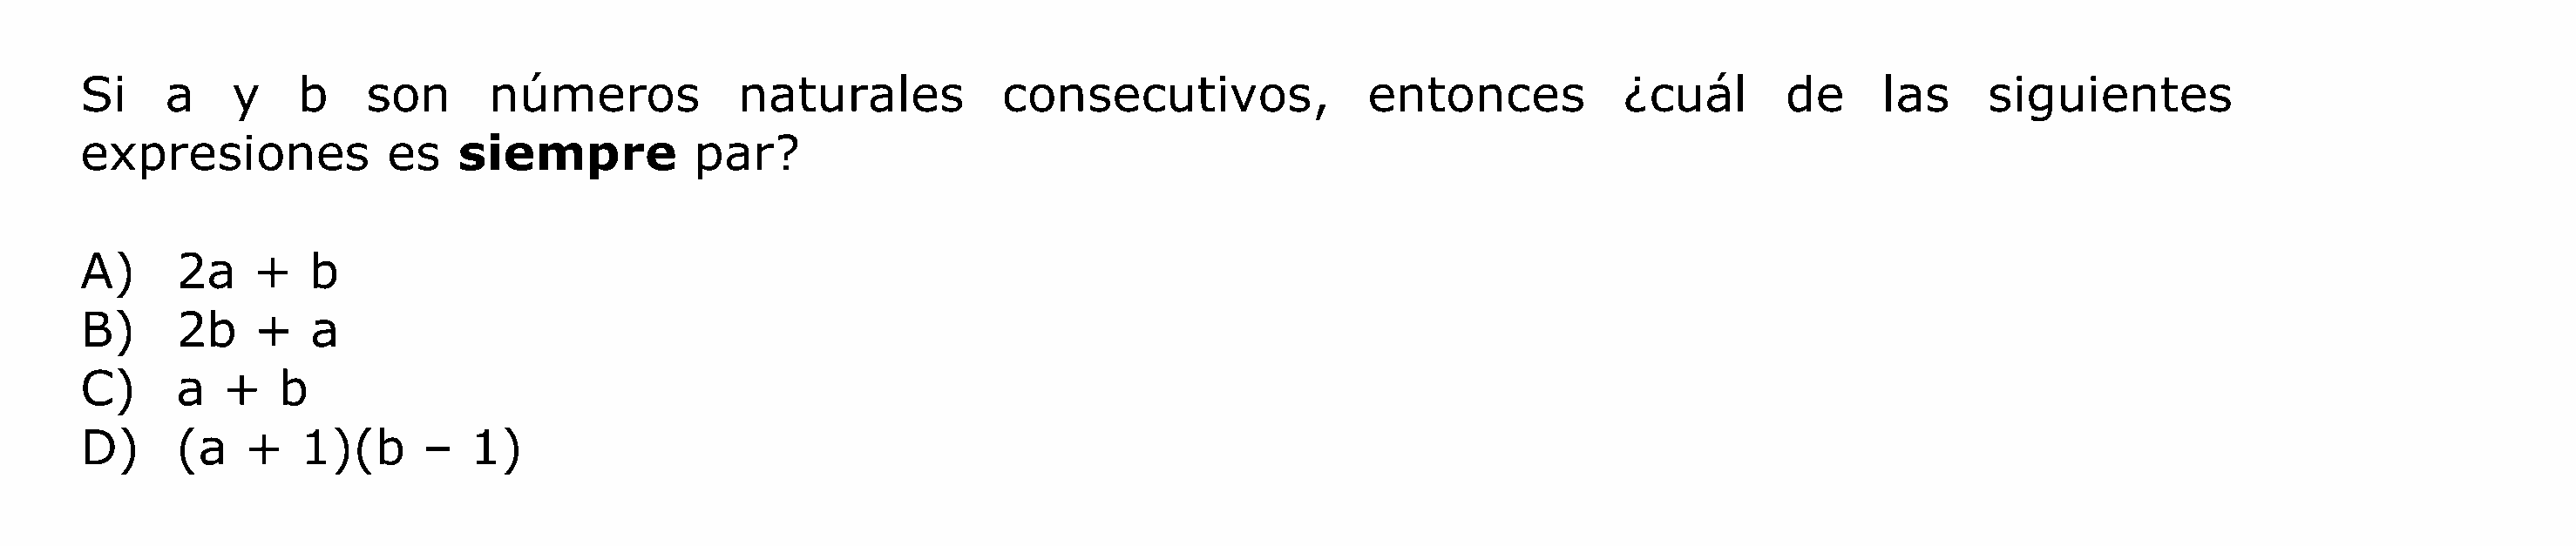 Si a y b son números naturales consecutivos, entonces ¿cuál de las siguientes
expresiones es siempre par?
A) 2a + b
B) 2b + a
C) a + b
D) (a + 1)(b – 1)